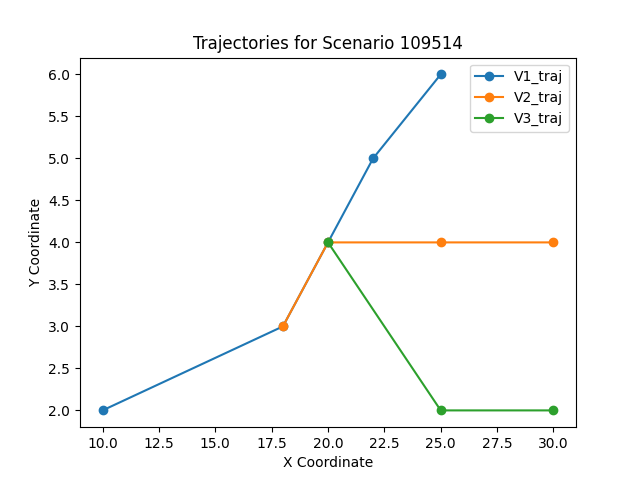 Trajectories for Scenario 109514
V1_traj
V2_traj
V3_traj
Y Coordinate
6.0
5.5
5.0
4.5
4.0
3.5
3.0
2.5
2.0
10.0 12.5 15.0 17.5 20.0 22.5 25.0 27.5 30.0
X Coordinate